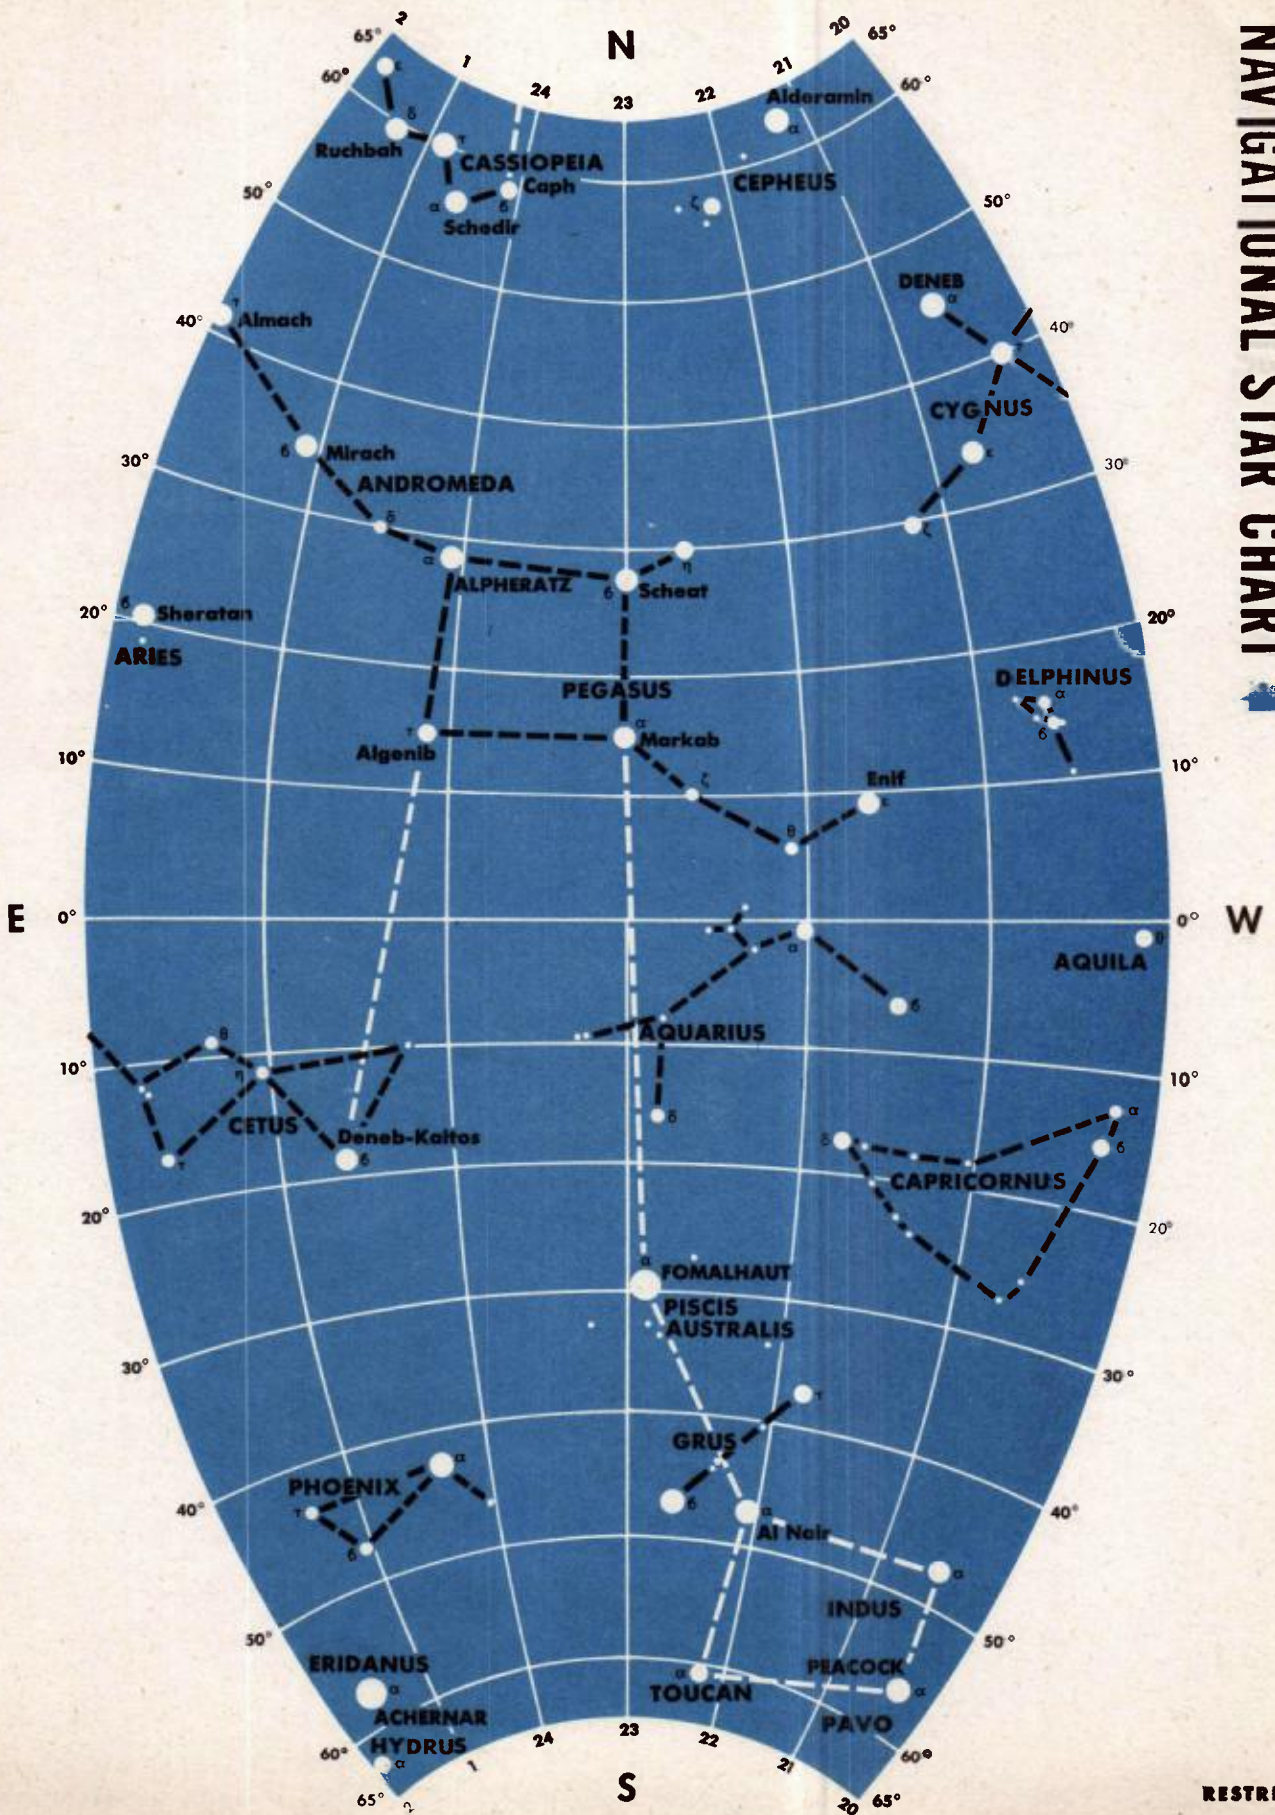 N
2
65°
60°
1
24
23
22
21
20
65°
60°
NAVIGATIONAL STAR CHART
ε
δ
Ruchbah
γ
CASSIOPEIA
Caph
α
β
Schedir
Alderamin
α
CEPHEUS
ζ
50°
50°
DENEB
α
γ
Almach
40°
40°
γ
CYGNUS
β
Mirach
ε
30°
30°
ANDROMEDA
δ
ζ
α
ALPHERATZ
β
Scheat
η
20°
β
Sheratan
20°
ARIES
PEGASUS
DELPHINUS
α
β
γ
Algenib
α
Markab
10°
10°
Enif
ζ
ε
θ
E
0°
0°
W
α
θ
AQUILA
β
θ
AQUARIUS
10°
η
10°
CETUS
δ
α
Deneb-Kaitos
δ
β
γ
β
CAPRICORNUS
20°
20°
α
FOMALHAUT
PISCIS
AUSTRALIS
30°
30°
γ
GRUS
α
PHOENIX
β
40°
γ
α
40°
Al Nair
β
α
INDUS
50°
50°
ERIDANUS
α
PEACOCK
α
TOUCAN
α
ACHERNAR
PAVO
HYDRUS
60°
α
60°
65°
2
1
24
23
22
21
20
65°
S